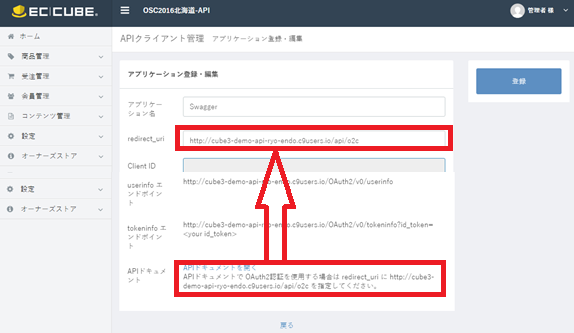 EC CUBE
OSC2016北海道-API
管理者 様
ホーム
商品管理
受注管理
会員管理
コンテンツ管理
設定
オーナーズストア
設定
オーナーズストア
APIクライアント管理 アプリケーション登録・編集
アプリケーション登録・編集
登録
アプリケー
ション名
Swagger
redirect_uri
http://cube3-demo-api-ryo-endo.c9users.io/api/o2c
Client ID
userinfo エ
ンドポイン
ト
http://cube3-demo-api-ryo-endo.c9users.io/OAuth2/v0/userinfo
tokeninfo エ
ンドポイン
ト
http://cube3-demo-api-ryo-endo.c9users.io/OAuth2/v0/tokeninfo?id_token=
<your id_token>
APIドキュ
メント
APIドキュメントを開く
APIドキュメントで OAuth2認証を使用する場合は redirect_uri に http://cube3-
demo-api-ryo-endo.c9users.io/api/o2c を指定してください。
戻る